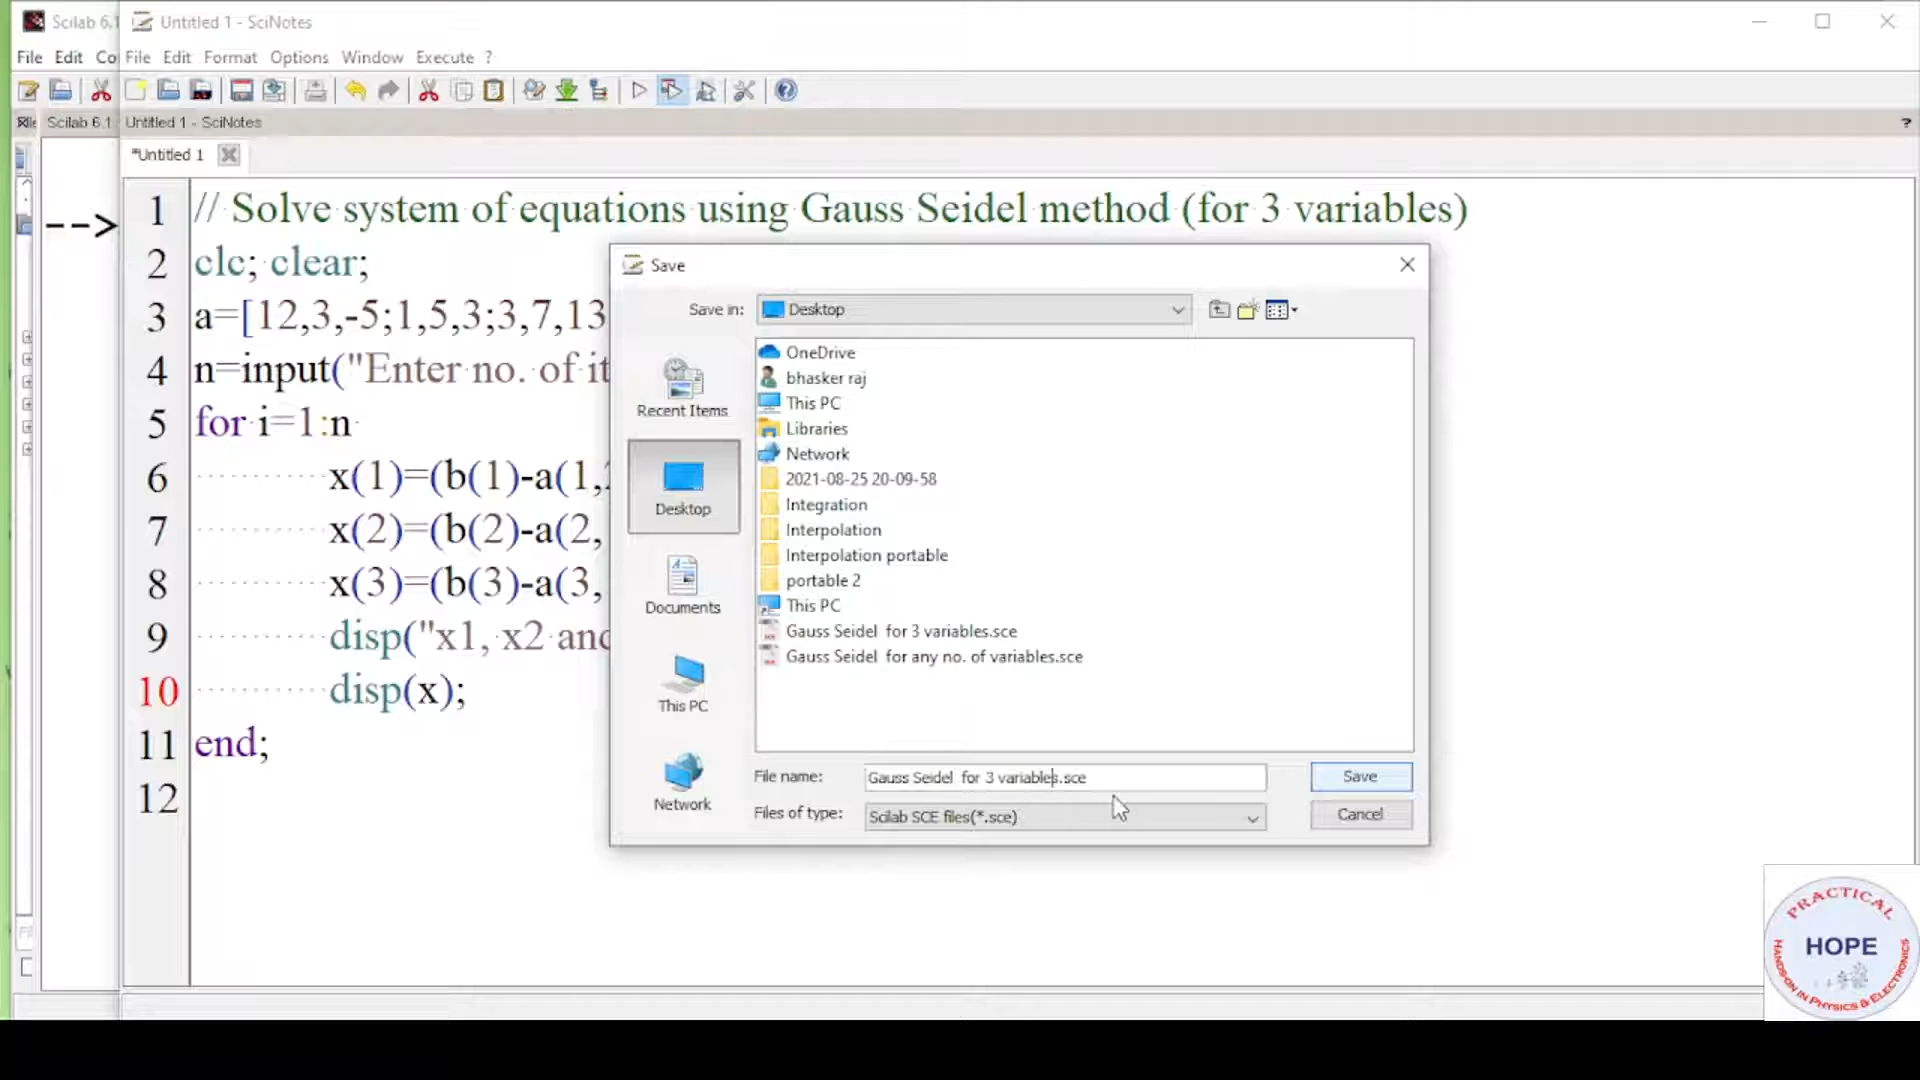 Scilab 6.1
Untitled 1 - SciNotes
File Edit Co
File Edit Format Options Window Execute ?
Scilab 6.1
Untitled 1 - SciNotes
?
*Untitled 1
-->
1 // Solve system of equations using Gauss Seidel method (for 3 variables)
2 clc; clear;
3 a=[12,3,-5;1,5,3;3,7,13
4 n=input("Enter no. of it
5 for i=1:n
6 x(1)=(b(1)-a(1,
7 x(2)=(b(2)-a(2,
8 x(3)=(b(3)-a(3,
9 disp("x1, x2 and
10 disp(x);
11 end;
12
Save
Save in: Desktop
Recent Items
Desktop
Documents
This PC
Network
OneDrive
bhasker raj
This PC
Libraries
Network
2021-08-25 20-09-58
Integration
Interpolation
Interpolation portable
portable 2
This PC
Gauss Seidel for 3 variables.sce
Gauss Seidel for any no. of variables.sce
File name: Gauss Seidel for 3 variables.sce Save
Files of type: Scilab SCE files(*.sce) Cancel
PRACTICAL
HOPE
HANDS-ON IN PHYSICS & ELECTRONICS